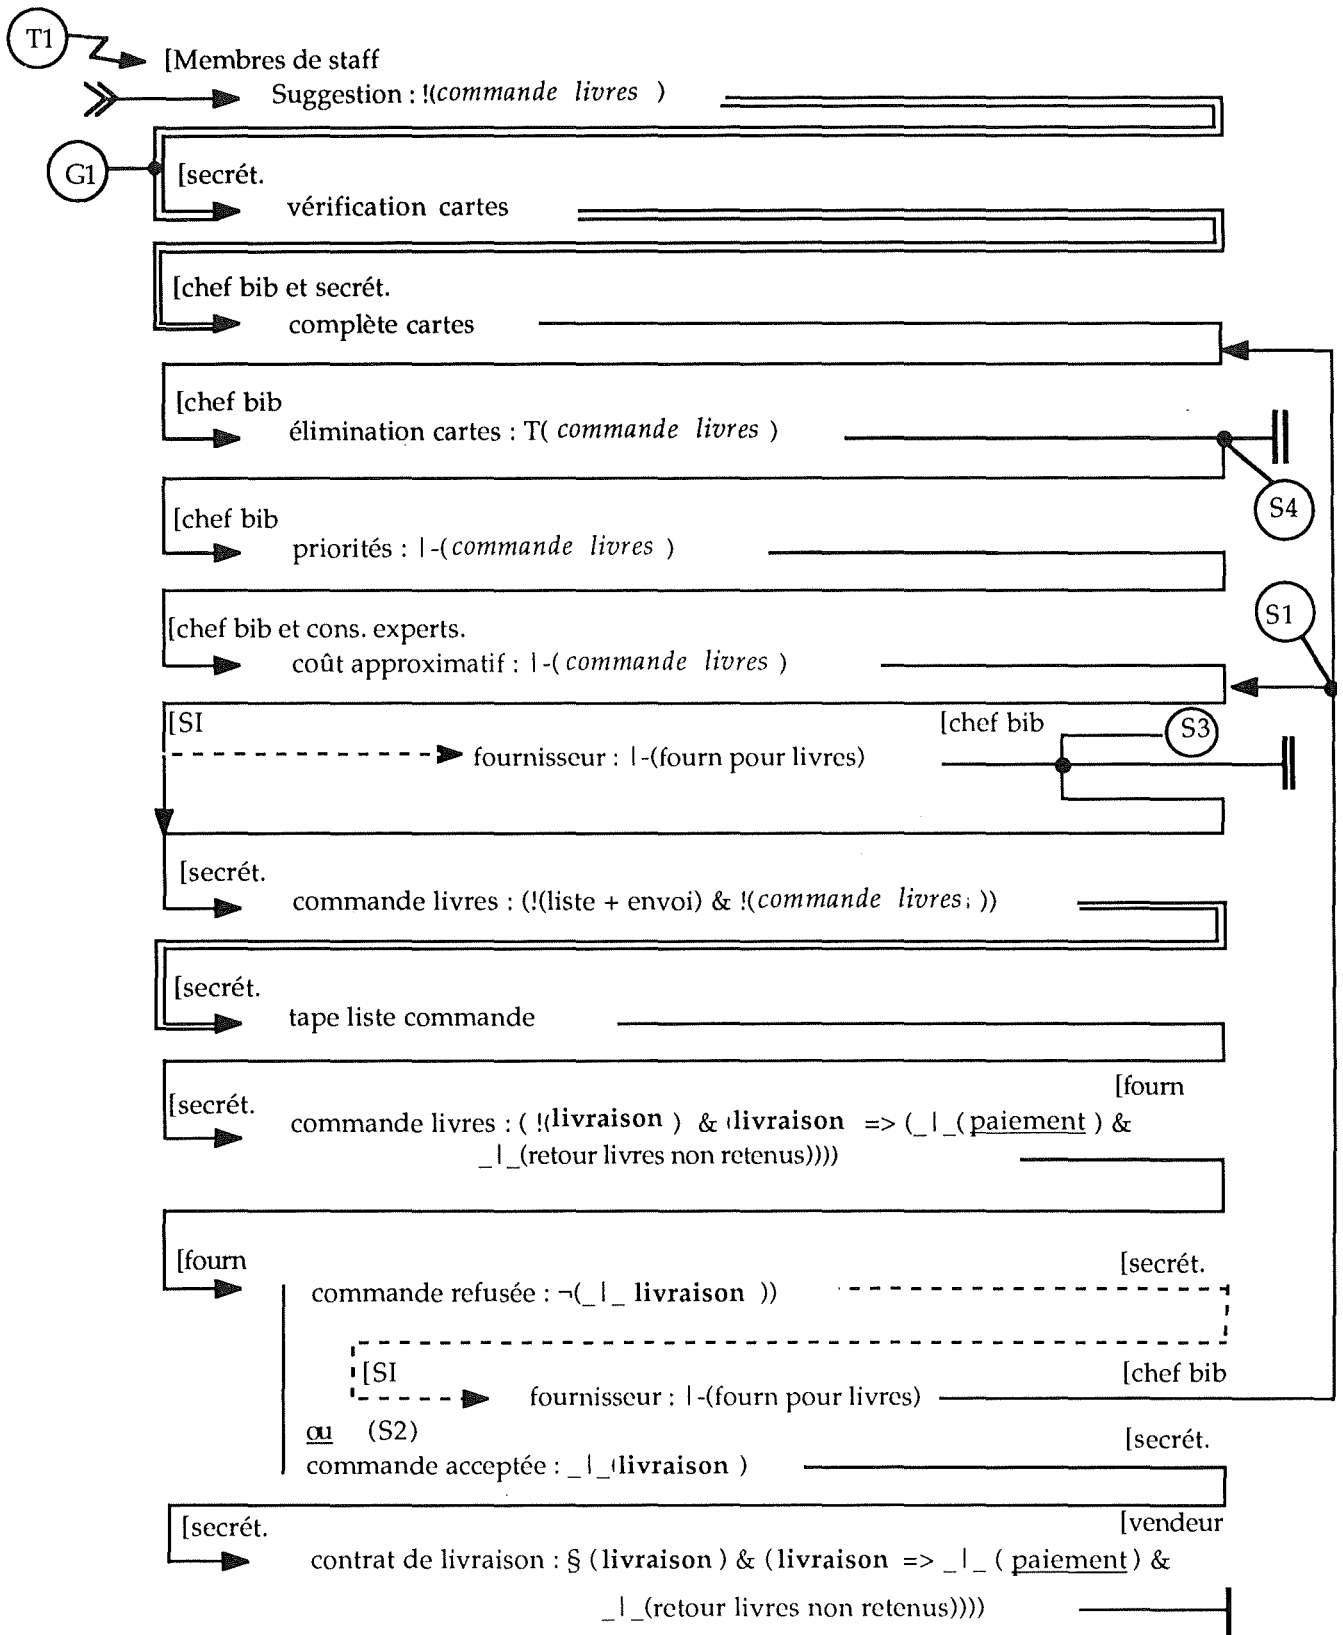 T1
[Membres de staff
Suggestion : !(commande livres )
G1
[secrét.
vérification cartes
[chef bib et secrét.
complète cartes
[chef bib
élimination cartes : T( commande livres )
S4
[chef bib
priorités : |-(commande livres )
S1
[chef bib et cons. experts.
coût approximatif : |-( commande livres )
[SI
[chef bib
S3
fournisseur : |-(fourn pour livres)
[secrét.
commande livres : (!(liste + envoi) & !(commande livres; ))
[secrét.
tape liste commande
[fourn
[secrét.
commande livres : ( !(livraison ) & (livraison => (_|_( paiement ) &
_|_(retour livres non retenus))))
[fourn
[secrét.
commande refusée : ¬(_|_ livraison ))
[SI
[chef bib
fournisseur : |-(fourn pour livres)
ou (S2)
[secrét.
commande acceptée : _|_(livraison )
[secrét.
[vendeur
contrat de livraison : § (livraison ) & (livraison => _|_ ( paiement ) &
_|_(retour livres non retenus))))